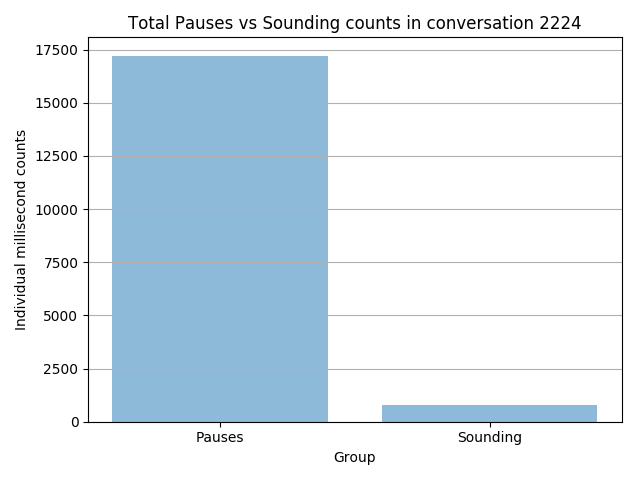 Total Pauses vs Sounding counts in conversation 2224
Individual millisecond counts
17500
15000
12500
10000
7500
5000
2500
0
Pauses
Sounding
Group